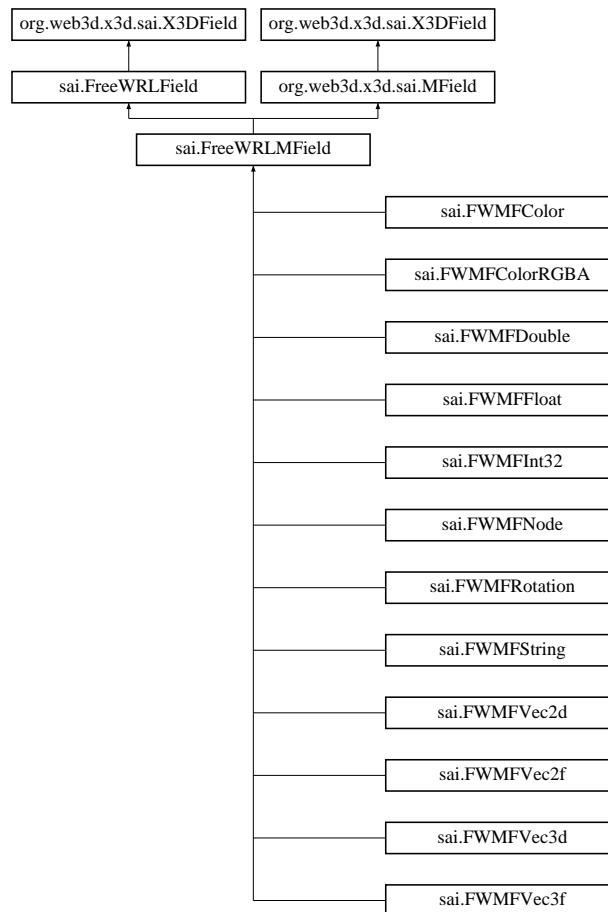 org.web3d.x3d.sai.X3DField org.web3d.x3d.sai.X3DField
sai.FreeWRLField org.web3d.x3d.sai.MField
sai.FreeWRLMField
sai.FWMFColor
sai.FWMFColorRGBA
sai.FWMFDouble
sai.FWMFFloat
sai.FWMFInt32
sai.FWMFNode
sai.FWMFRotation
sai.FWMFString
sai.FWMFVec2d
sai.FWMFVec2f
sai.FWMFVec3d
sai.FWMFVec3f